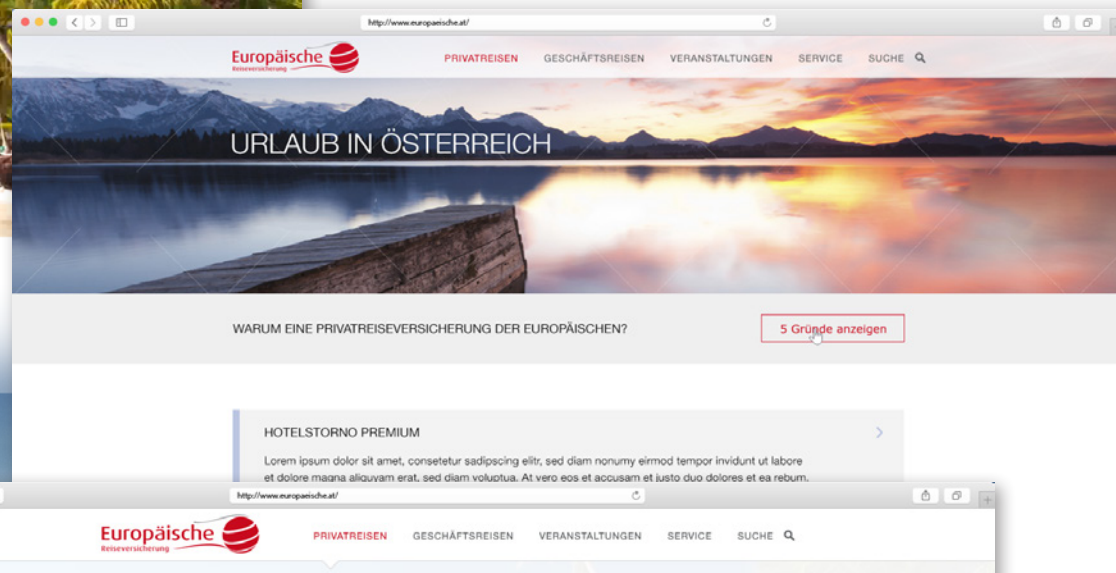 http://www.europaeische.at/
Europäische
Reiseversicherung
PRIVATREISEN GESCHÄFTSREISEN VERANSTALTUNGEN SERVICE SUCHE
URLAUB IN ÖSTERREICH
WARUM EINE PRIVATREISEVERSICHERUNG DER EUROPÄISCHEN?
5 Gründe anzeigen
HOTELSTORNO PREMIUM
Lorem ipsum dolor sit amet, consetetur sadipscing elitr, sed diam nonumy eirmod tempor invidunt ut labore
et dolore magna aliquyam erat, sed diam voluptua. At vero eos et accusam et justo duo dolores et ea rebum.
http://www.europaeische.at/
Europäische
Reiseversicherung
PRIVATREISEN GESCHÄFTSREISEN VERANSTALTUNGEN SERVICE SUCHE